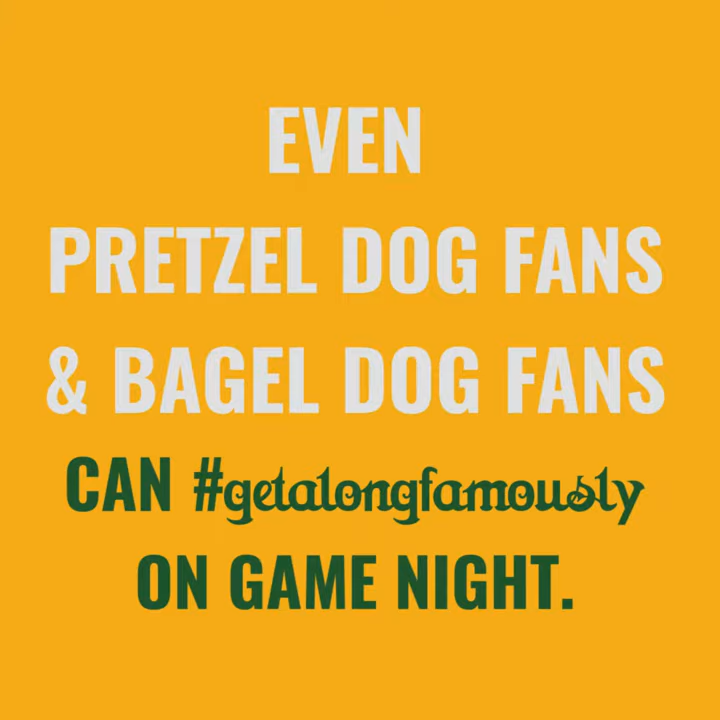 EVEN
PRETZEL DOG FANS
& BAGEL DOG FANS
CAN #getalongfamously
ON GAME NIGHT.